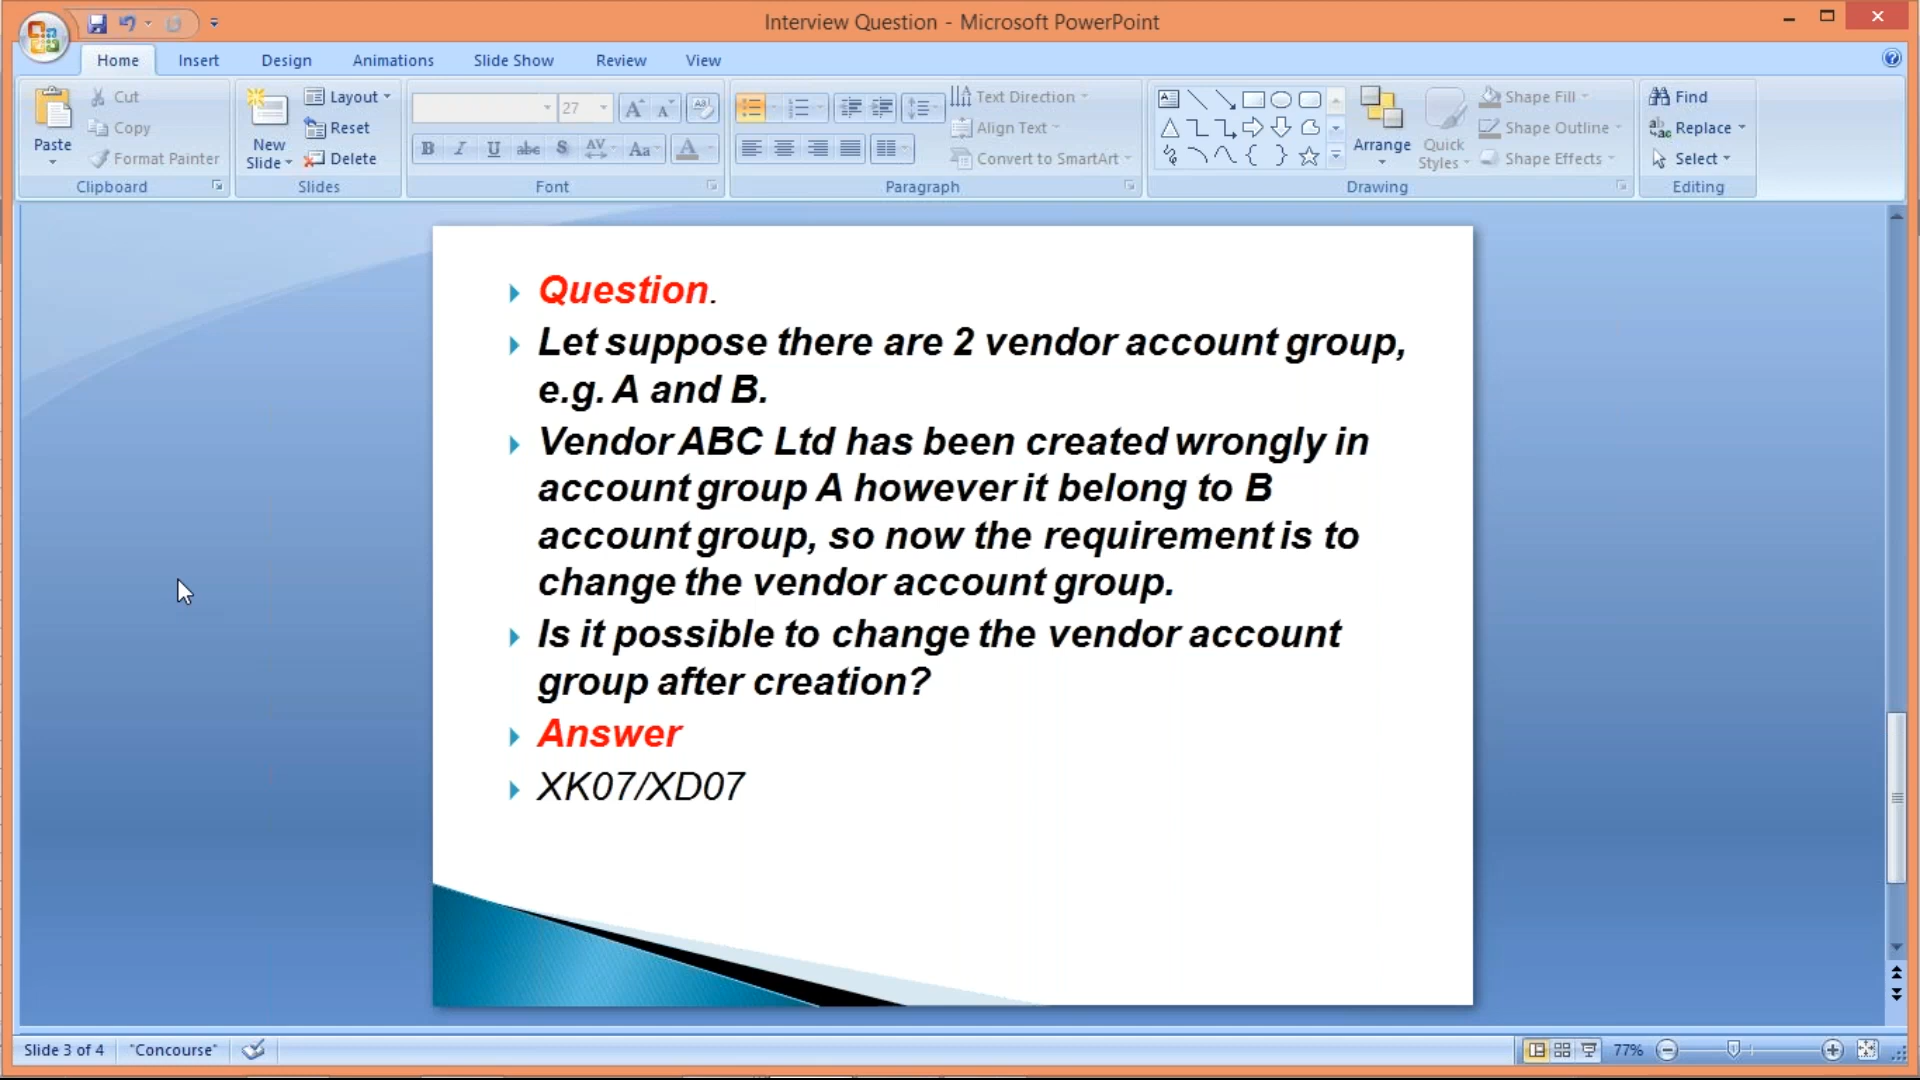 Interview Question - Microsoft PowerPoint
Home Insert Design Animations Slide Show Review View
Paste
Cut
Copy
Format Painter
Clipboard
New Slide
Layout
Reset
Delete
Slides
27
B I U abc S AV Aa A
Font
Text Direction
Align Text
Convert to SmartArt
Paragraph
Arrange
Quick Styles
Shape Fill
Shape Outline
Shape Effects
Drawing
Find
Replace
Select
Editing
Question.
Let suppose there are 2 vendor account group,
e.g. A and B.
Vendor ABC Ltd has been created wrongly in
account group A however it belong to B
account group, so now the requirement is to
change the vendor account group.
Is it possible to change the vendor account
group after creation?
Answer
XK07/XD07
Slide 3 of 4 "Concourse" 77%